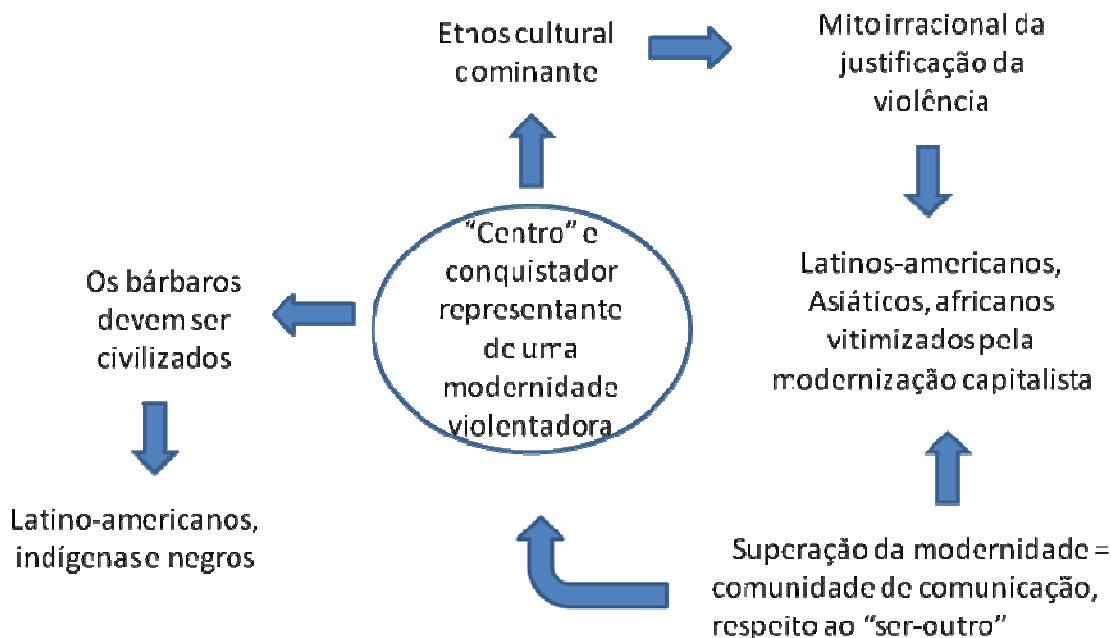 Etnos cultural
dominante
Mito irracional da
justificação da
violência
"Centro" e
conquistador
representante
de uma
modernidade
violentadora
Os bárbaros
devem ser
civilizados
Latinos-americanos,
Asiáticos, africanos
vitimizados pela
modernização capitalista
Latino-americanos,
indígenas e negros
Superação da modernidade =
comunidade de comunicação,
respeito ao "ser-outro"